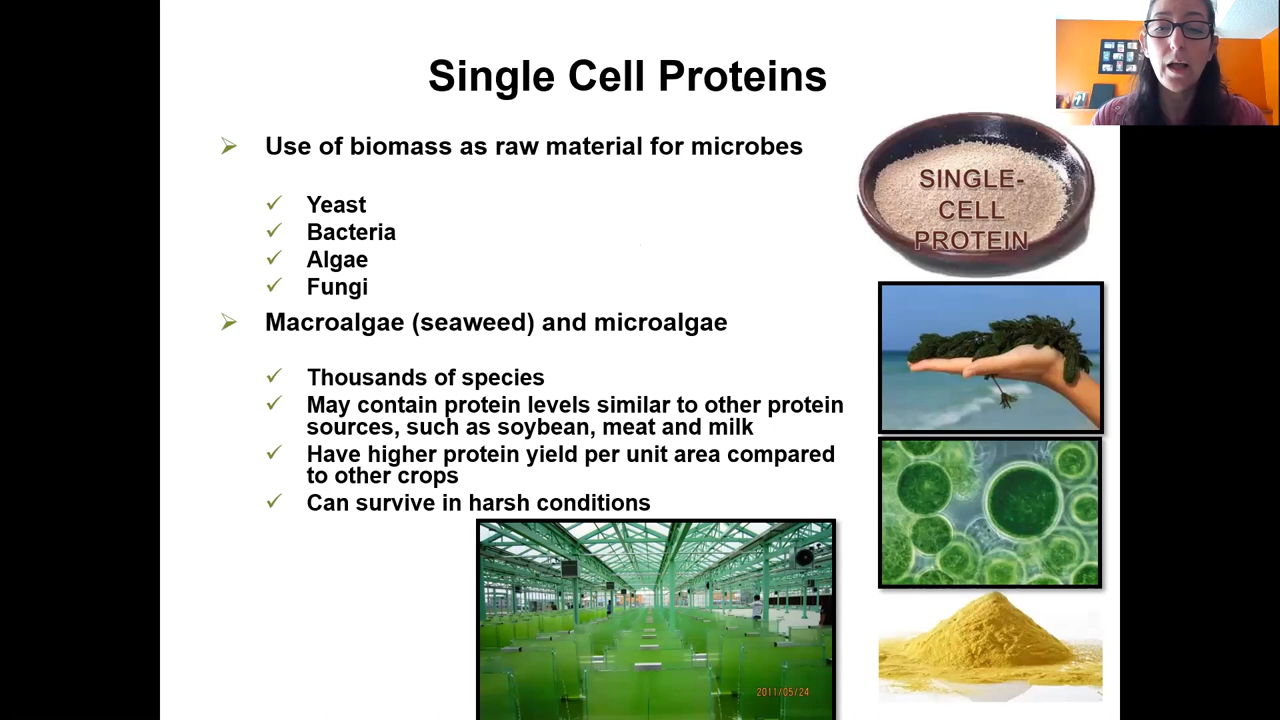 Single Cell Proteins
Use of biomass as raw material for microbes
Yeast
Bacteria
Algae
Fungi
Macroalgae (seaweed) and microalgae
Thousands of species
May contain protein levels similar to other protein
sources, such as soybean, meat and milk
Have higher protein yield per unit area compared
to other crops
Can survive in harsh conditions
SINGLE-
CELL
PROTEIN
2011/05/24